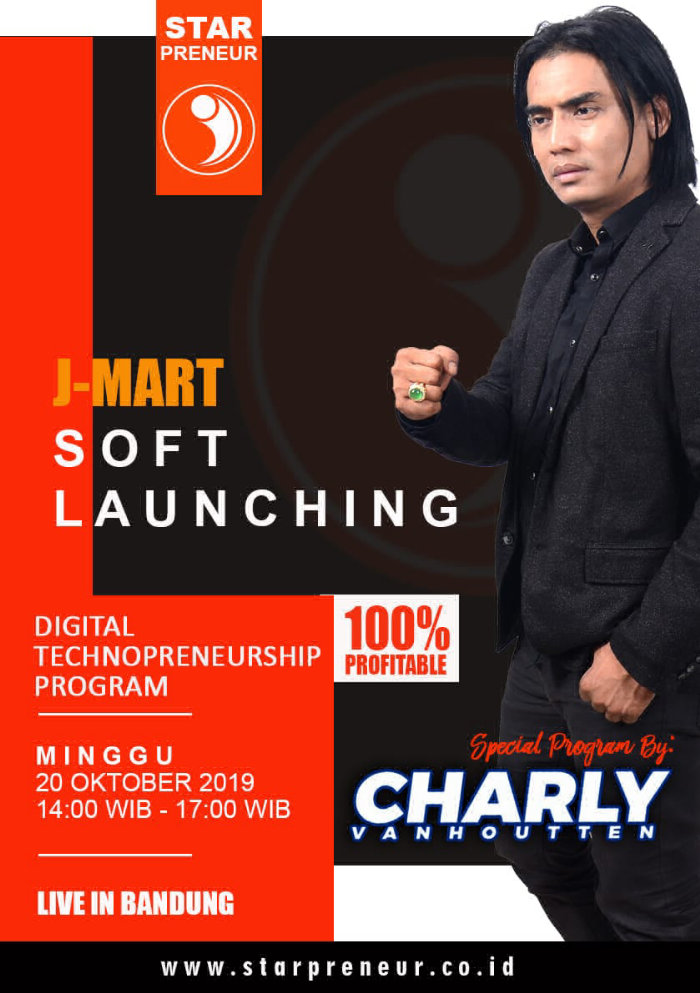 STAR
PRENEUR
J-MART
SOFT
LAUNCHING
DIGITAL
TECHNOPRENEURSHIP
PROGRAM
100%
PROFITABLE
MINGGU
20 OKTOBER 2019
14:00 WIB - 17:00 WIB
Special Program By:
CHARLY
VANHOUTTEN
LIVE IN BANDUNG
www.starpreneur.co.id